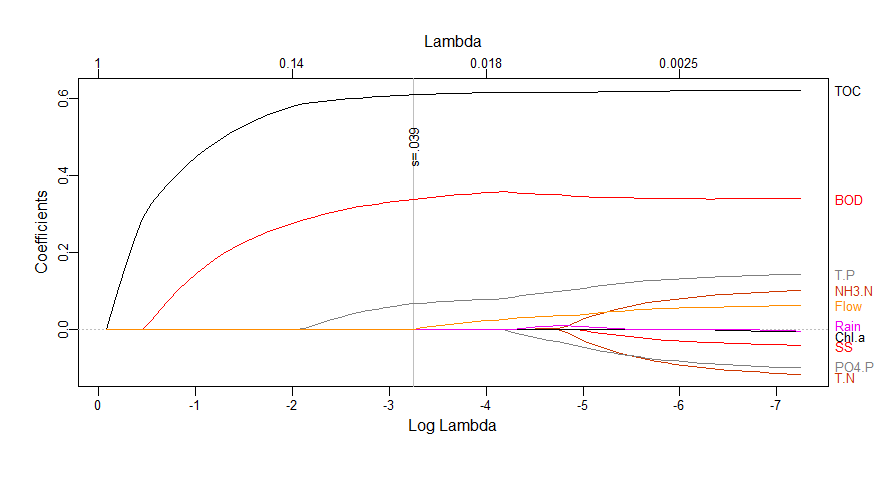 Lambda
1 0.14 0.018 0.0025
Coefficients
0.6
0.4
0.2
0.0
s=.039
TOC
BOD
T.P
NH3.N
Flow
Rain
Chl.a
SS
PO4.P
T.N
0 -1 -2 -3 -4 -5 -6 -7
Log Lambda